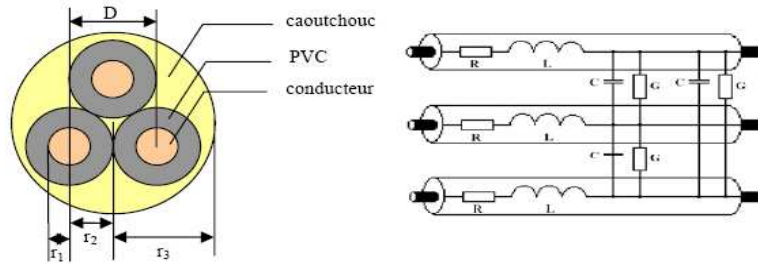 D
caoutchouc
PVC
conducteur
r1
r2
r3
R L
C G C G
R L
C G
R L